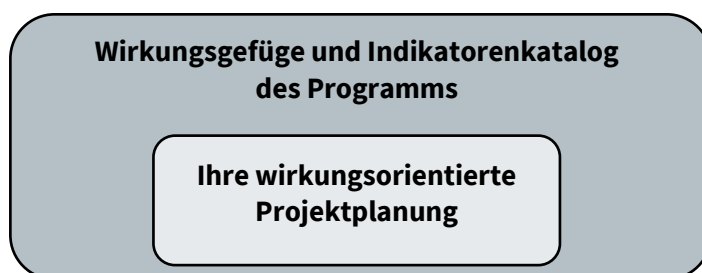 Wirkungsgefüge und Indikatorenkatalog
des Programms
Ihre wirkungsorientierte
Projektplanung